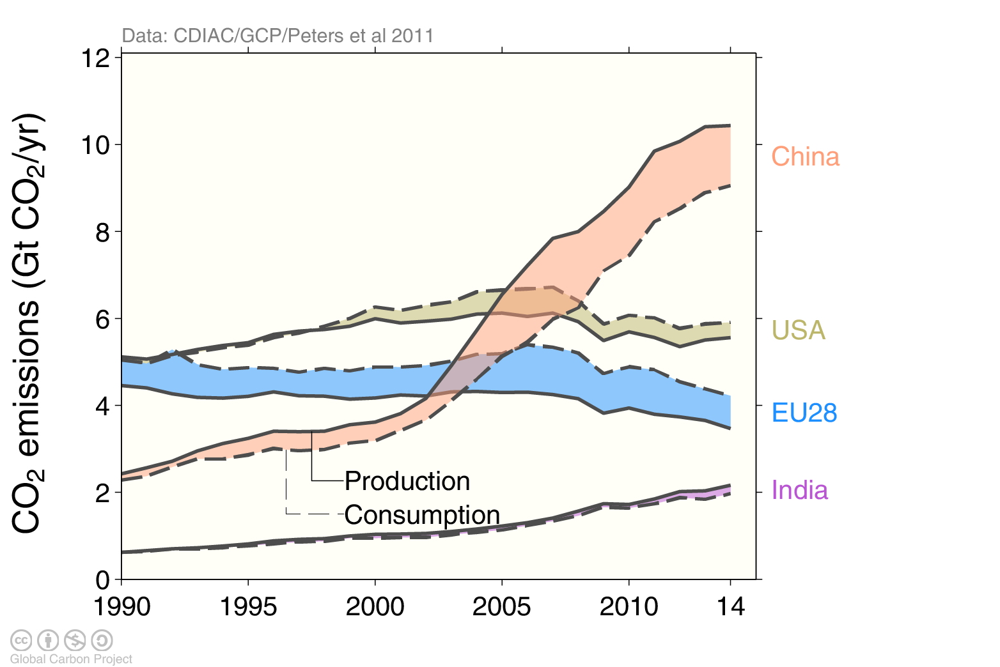 Data: CDIAC/GCP/Peters et al 2011
CO₂ emissions (Gt CO₂/yr)
12
10
8
6
4
2
0
China
USA
EU28
India
Production
Consumption
1990 1995 2000 2005 2010 14
cc $
Global Carbon Project